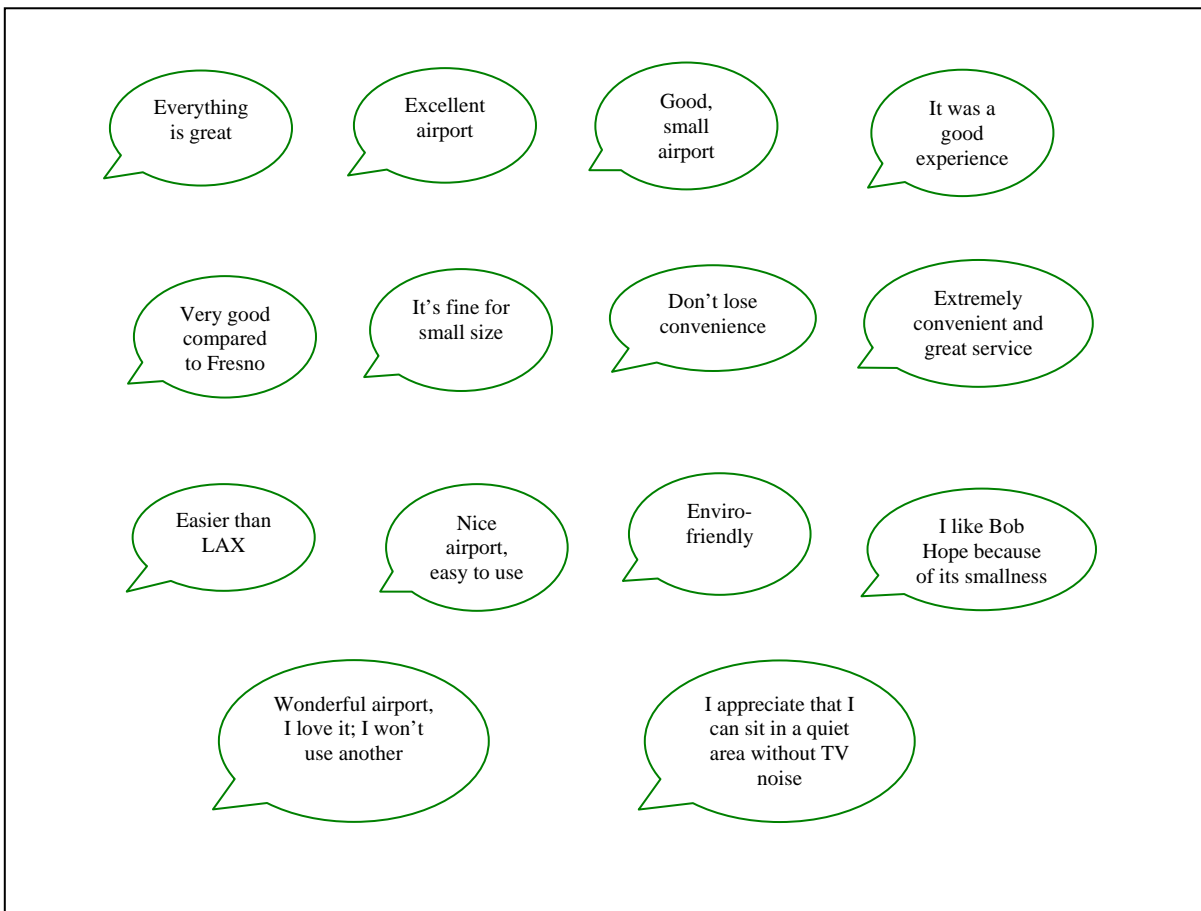 Everything
is great
Excellent
airport
Good,
small
airport
It was a
good
experience
Very good
compared
to Fresno
It’s fine for
small size
Don’t lose
convenience
Extremely
convenient and
great service
Easier than
LAX
Nice
airport,
easy to use
Enviro-
friendly
I like Bob
Hope because
of its smallness
Wonderful airport,
I love it; I won’t
use another
I appreciate that I
can sit in a quiet
area without TV
noise